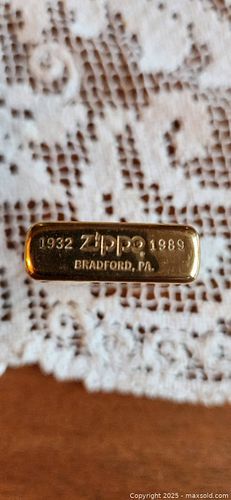 1932 Zippo 1989
BRADFORD, PA.
Copyright © 2025 - maxsold.com